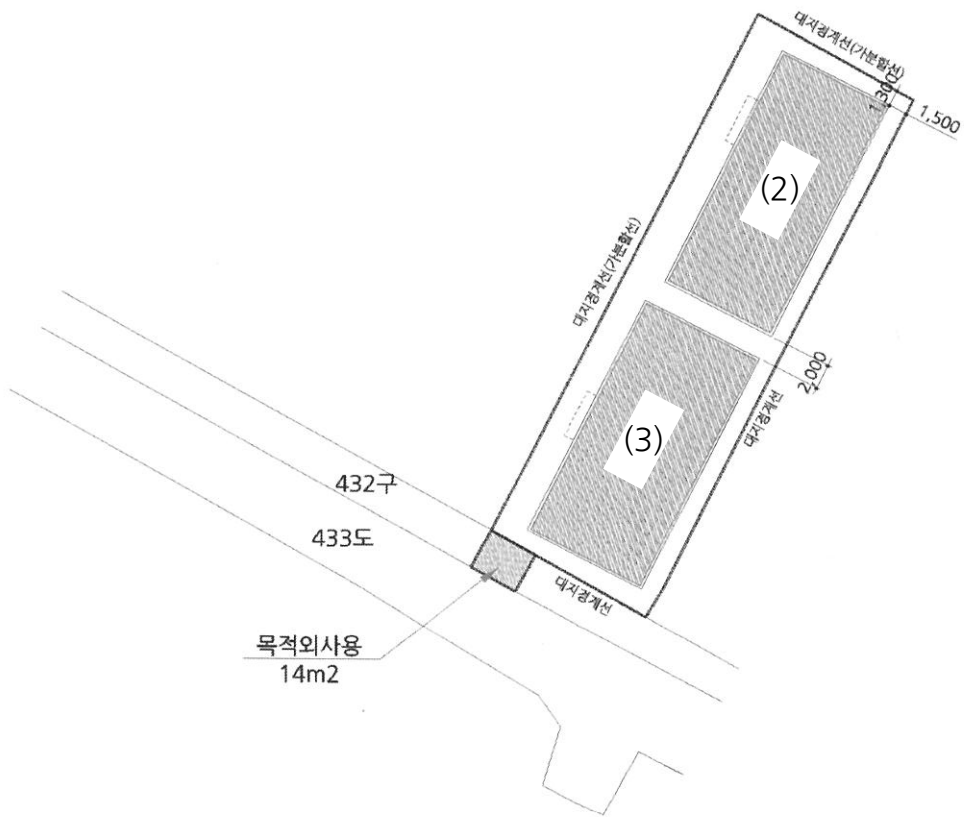 대지경계선(가분할선)
1,300
1,500
(2)
대지경계선(가분할선)
2,000
(3)
대지경계선
432구
433도
대지경계선
목적외사용
14m2